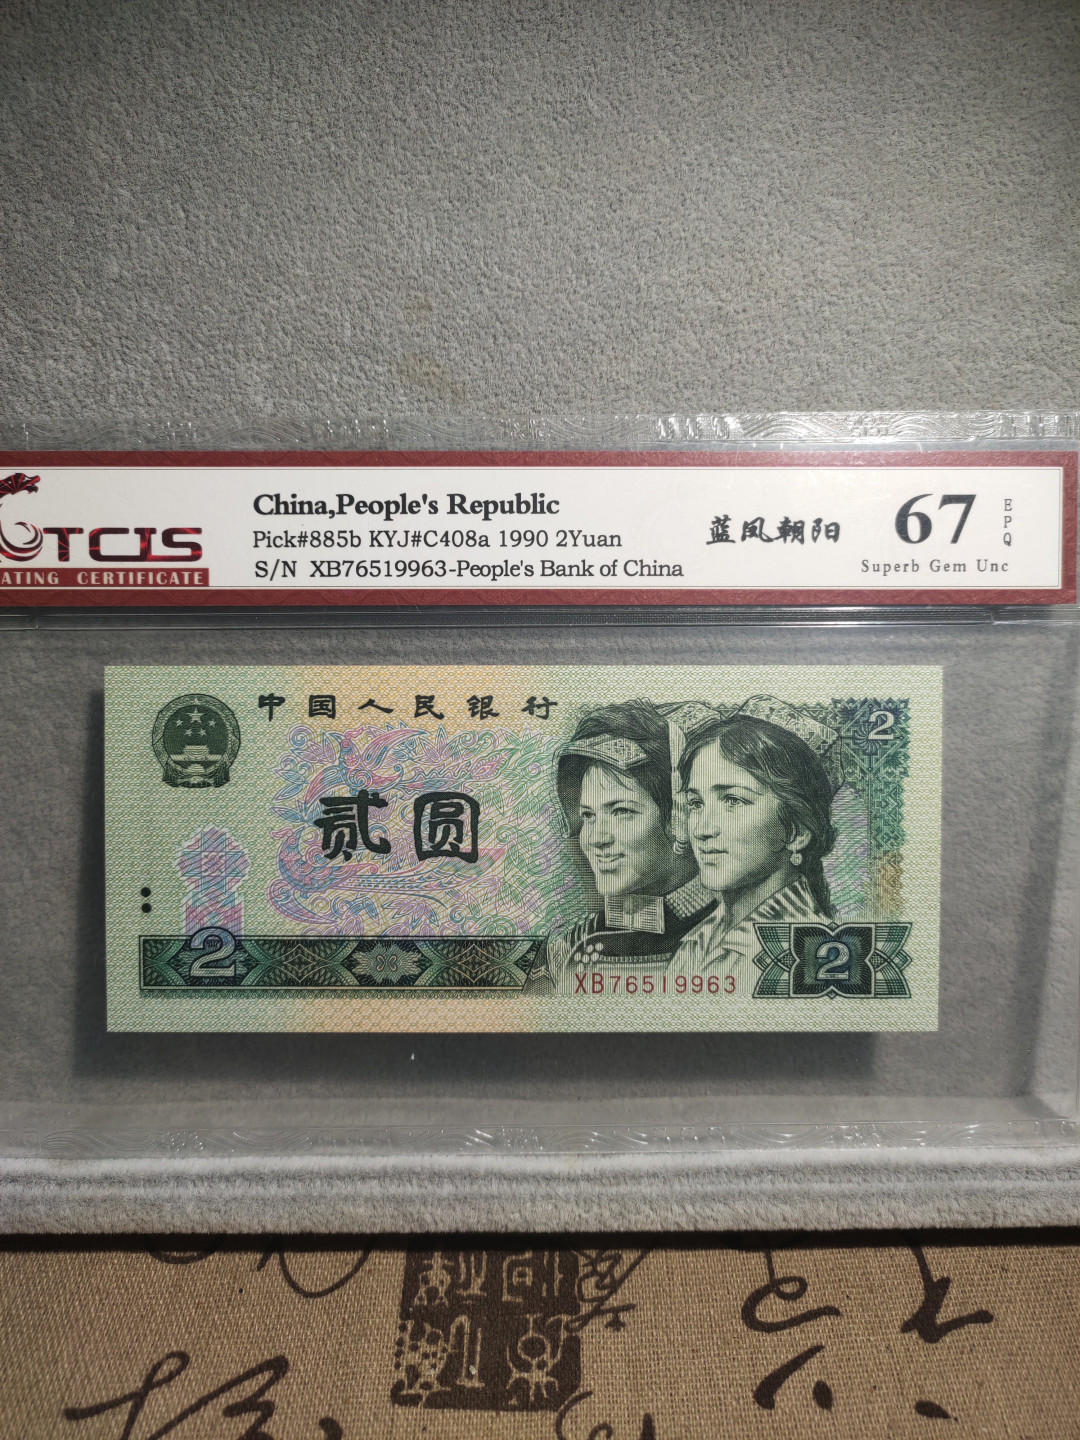 TCIS
ATING CERTIFICATE
China,People's Republic
Pick#885b KYJ#C408a 1990 2Yuan
S/N XB76519963-People's Bank of China
蓝凤朝阳
67
EPQ
Superb Gem Unc
中国人民银行
2
贰圆
2
2
XB76519963